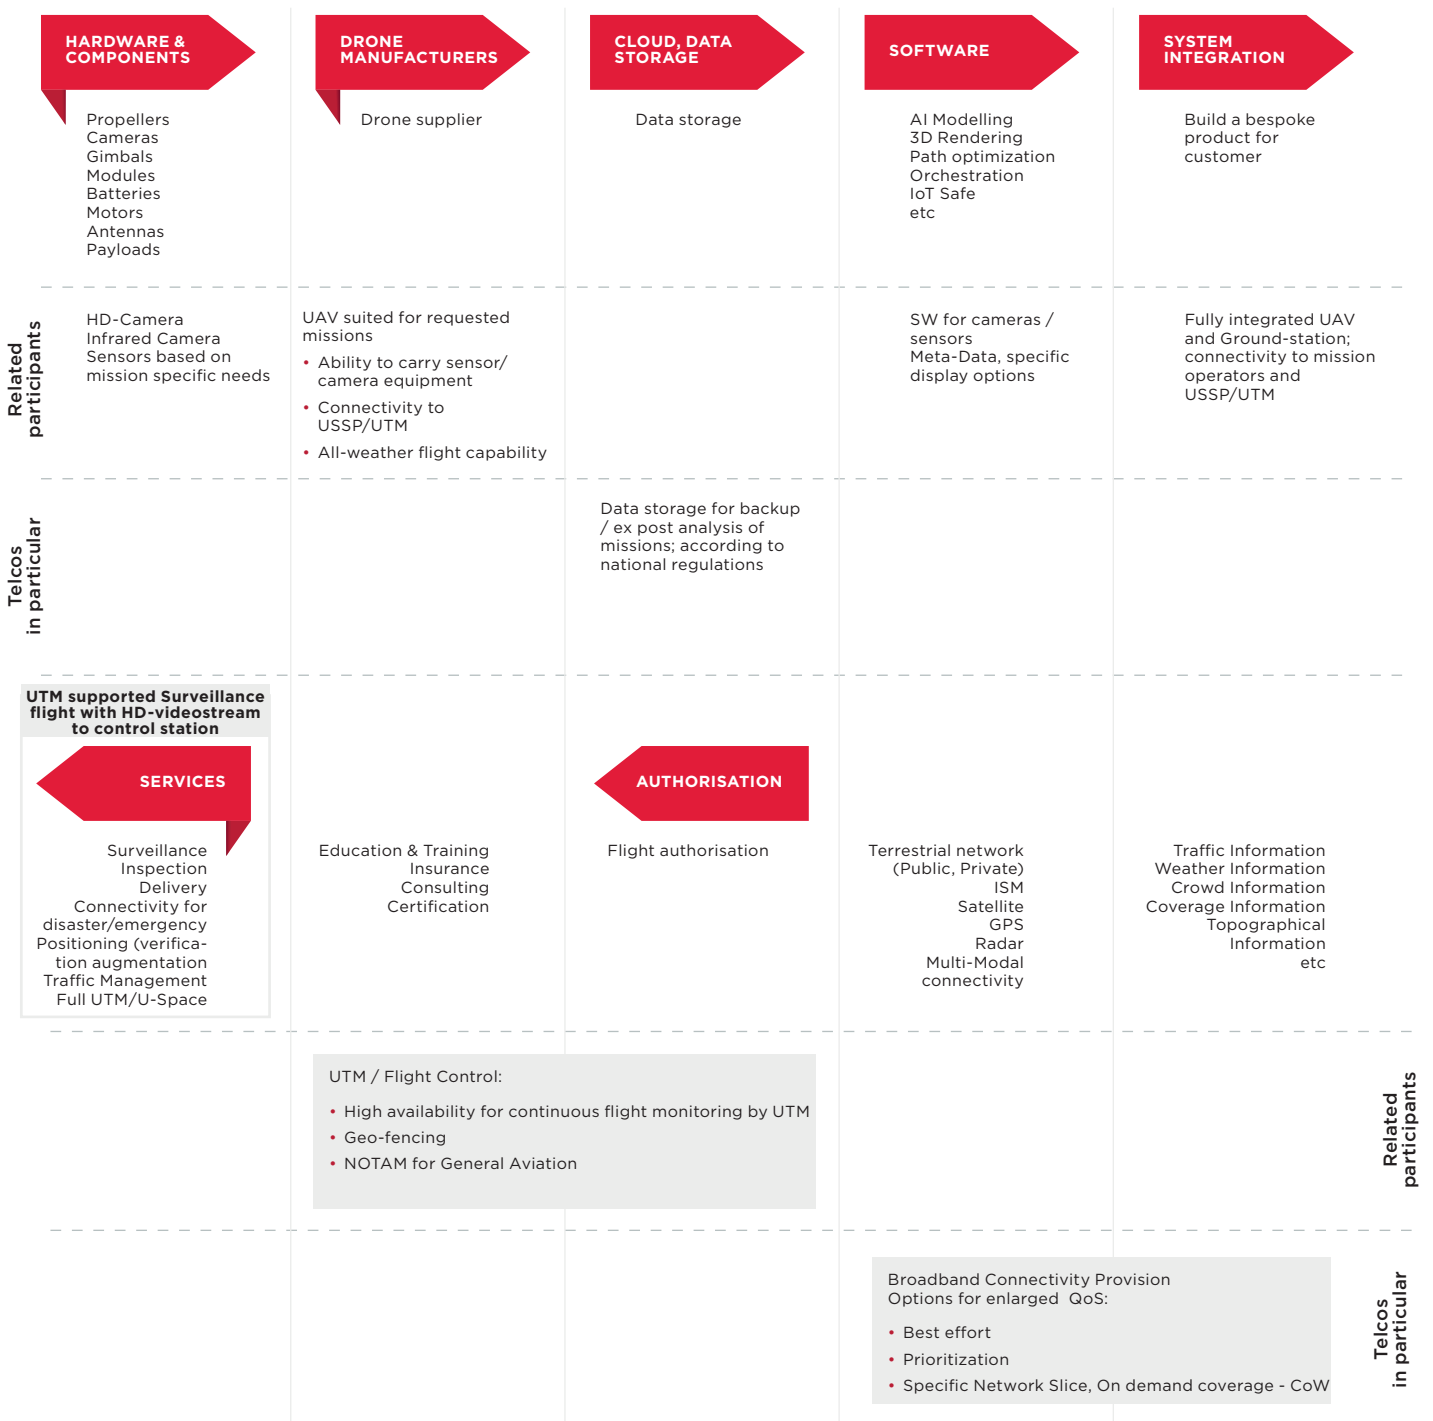 HARDWARE &
COMPONENTS
DRONE
MANUFACTURERS
CLOUD, DATA
STORAGE
SOFTWARE
SYSTEM
INTEGRATION
Propellers
Cameras
Gimbals
Modules
Batteries
Motors
Antennas
Payloads
Drone supplier
Data storage
AI Modelling
3D Rendering
Path optimization
Orchestration
IoT Safe
etc
Build a bespoke
product for
customer
Related
participants
HD-Camera
Infrared Camera
Sensors based on
mission specific needs
UAV suited for requested
missions
• Ability to carry sensor/
camera equipment
• Connectivity to
USSP/UTM
• All-weather flight capability
SW for cameras /
sensors
Meta-Data, specific
display options
Fully integrated UAV
and Ground-station;
connectivity to mission
operators and
USSP/UTM
Telcos
in particular
Data storage for backup
/ ex post analysis of
missions; according to
national regulations
UTM supported Surveillance
flight with HD-videostream
to control station
SERVICES
AUTHORISATION
Surveillance
Inspection
Delivery
Connectivity for
disaster/emergency
Positioning (verifica-
tion augmentation
Traffic Management
Full UTM/U-Space
Education & Training
Insurance
Consulting
Certification
Flight authorisation
Terrestrial network
(Public, Private)
ISM
Satellite
GPS
Radar
Multi-Modal
connectivity
Traffic Information
Weather Information
Crowd Information
Coverage Information
Topographical
Information
etc
UTM / Flight Control:
• High availability for continuous flight monitoring by UTM
• Geo-fencing
• NOTAM for General Aviation
Related
participants
Broadband Connectivity Provision
Options for enlarged QoS:
• Best effort
• Prioritization
• Specific Network Slice, On demand coverage - CoW
Telcos
in particular